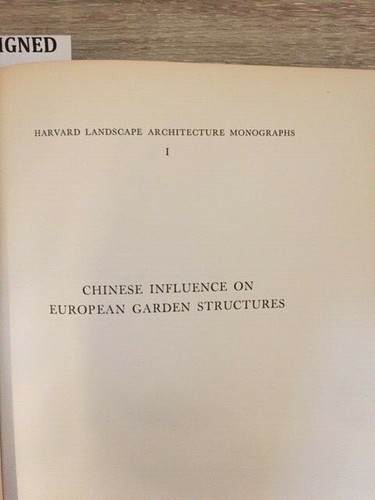 IGNED
HARVARD LANDSCAPE ARCHITECTURE MONOGRAPHS
I
CHINESE INFLUENCE ON
EUROPEAN GARDEN STRUCTURES